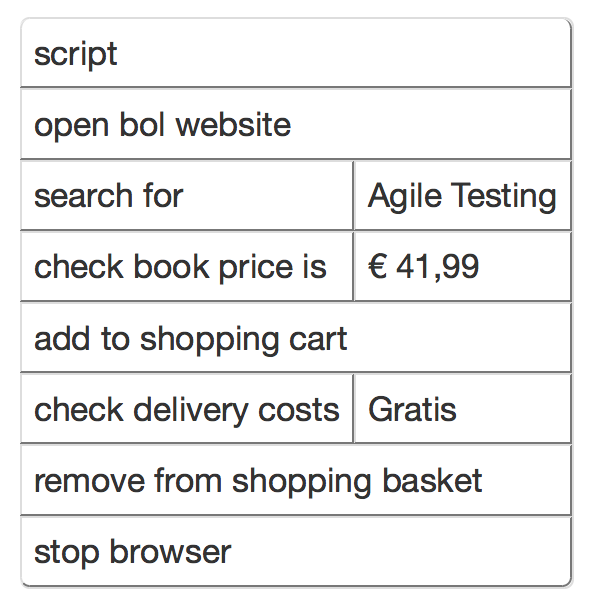 script
open bol website
search for Agile Testing
check book price is € 41,99
add to shopping cart
check delivery costs Gratis
remove from shopping basket
stop browser